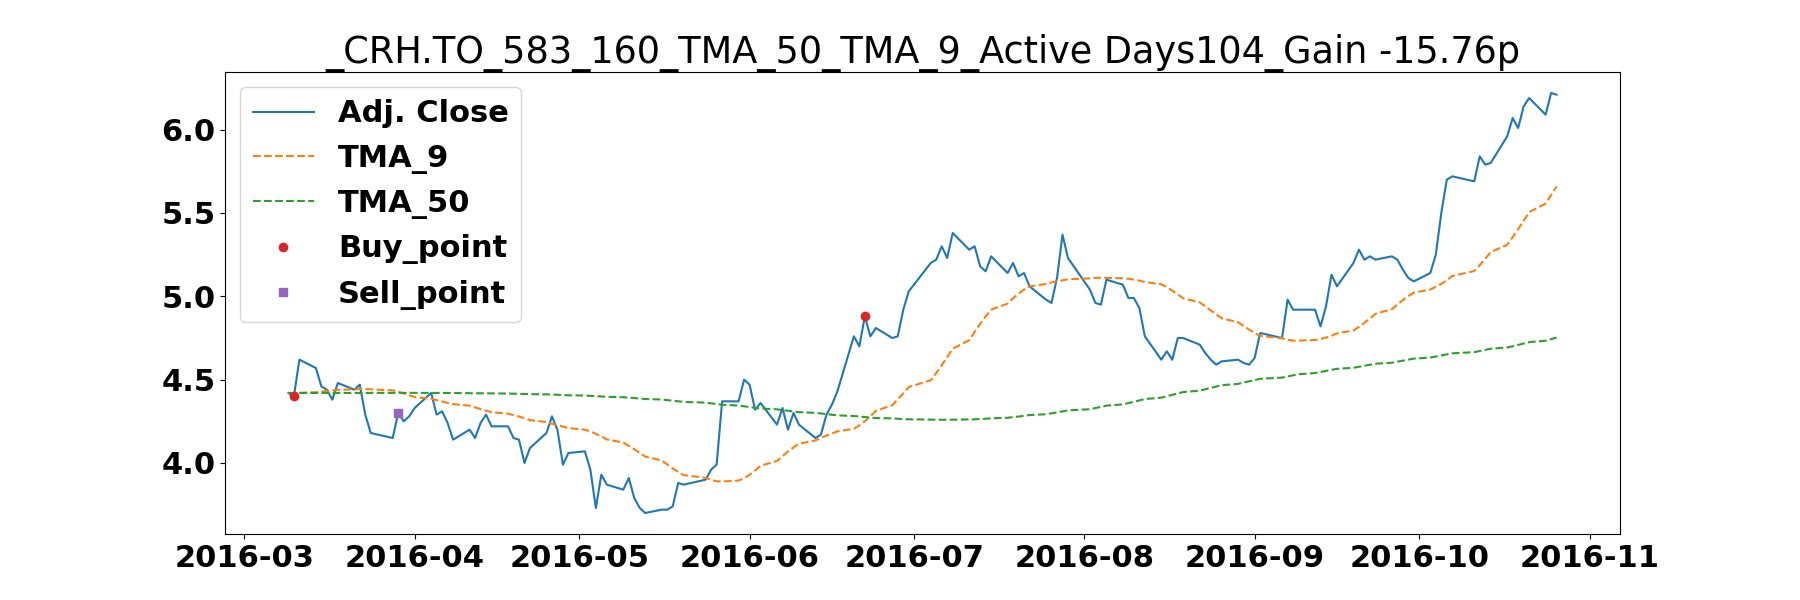 _CRH.TO_583_160_TMA_50_TMA_9_Active Days104_Gain -15.76p
Adj. Close
TMA_9
TMA_50
Buy_point
Sell_point
6.0
5.5
5.0
4.5
4.0
2016-03 2016-04 2016-05 2016-06 2016-07 2016-08 2016-09 2016-10 2016-11